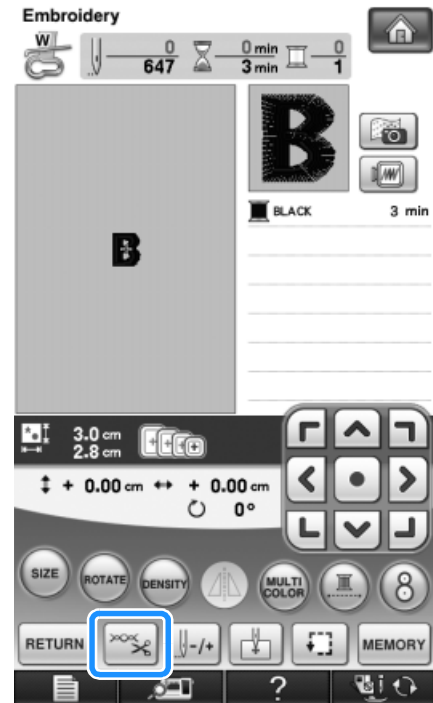 Embroidery
W
0 0 min 0
647 3 min 1
B
BLACK 3 min
B
3.0 cm
2.8 cm
+ 0.00 cm + 0.00 cm
0°
SIZE ROTATE DENSITY MULTI COLOR 8
RETURN -/+ MEMORY
?